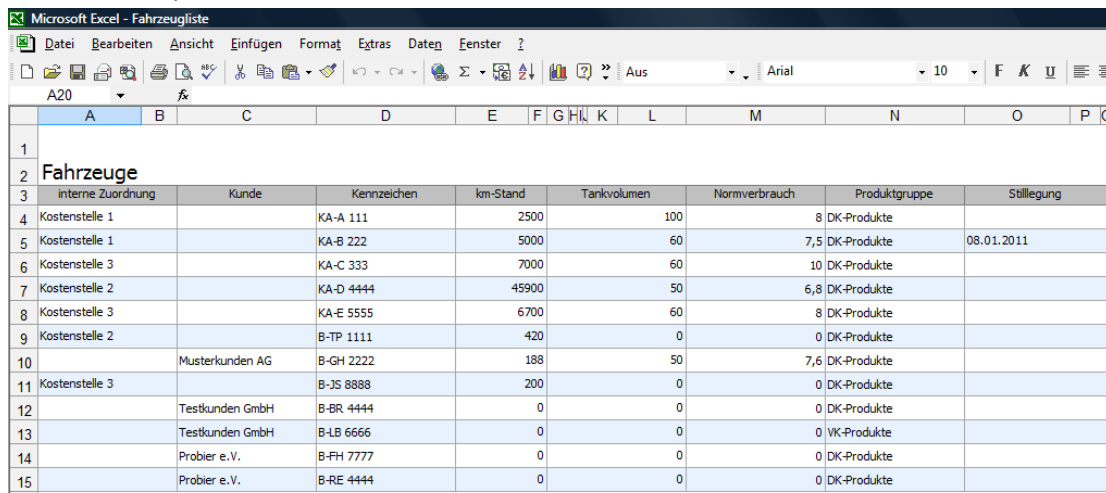 Microsoft Excel - Fahrzeugliste
Datei Bearbeiten Ansicht Einfügen Format Extras Daten Fenster ?
ABC Σ Aus Arial 10 F K U
A20 fx
A B C D E F G H I J K L M N O P
1
2 Fahrzeuge
3 interne Zuordnung Kunde Kennzeichen km-Stand Tankvolumen Normverbrauch Produktgruppe Stilllegung
4 Kostenstelle 1 KA-A 111 2500 100 8 DK-Produkte
5 Kostenstelle 1 KA-B 222 5000 60 7,5 DK-Produkte 08.01.2011
6 Kostenstelle 3 KA-C 333 7000 60 10 DK-Produkte
7 Kostenstelle 2 KA-D 4444 45900 50 6,8 DK-Produkte
8 Kostenstelle 3 KA-E 5555 6700 60 8 DK-Produkte
9 Kostenstelle 2 B-TP 1111 420 0 0 DK-Produkte
10 Musterkunden AG B-GH 2222 188 50 7,6 DK-Produkte
11 Kostenstelle 3 B-JS 8888 200 0 0 DK-Produkte
12 Testkunden GmbH B-BR 4444 0 0 0 DK-Produkte
13 Testkunden GmbH B-LB 6666 0 0 0 VK-Produkte
14 Probier e.V. B-FH 7777 0 0 0 DK-Produkte
15 Probier e.V. B-RE 4444 0 0 0 DK-Produkte